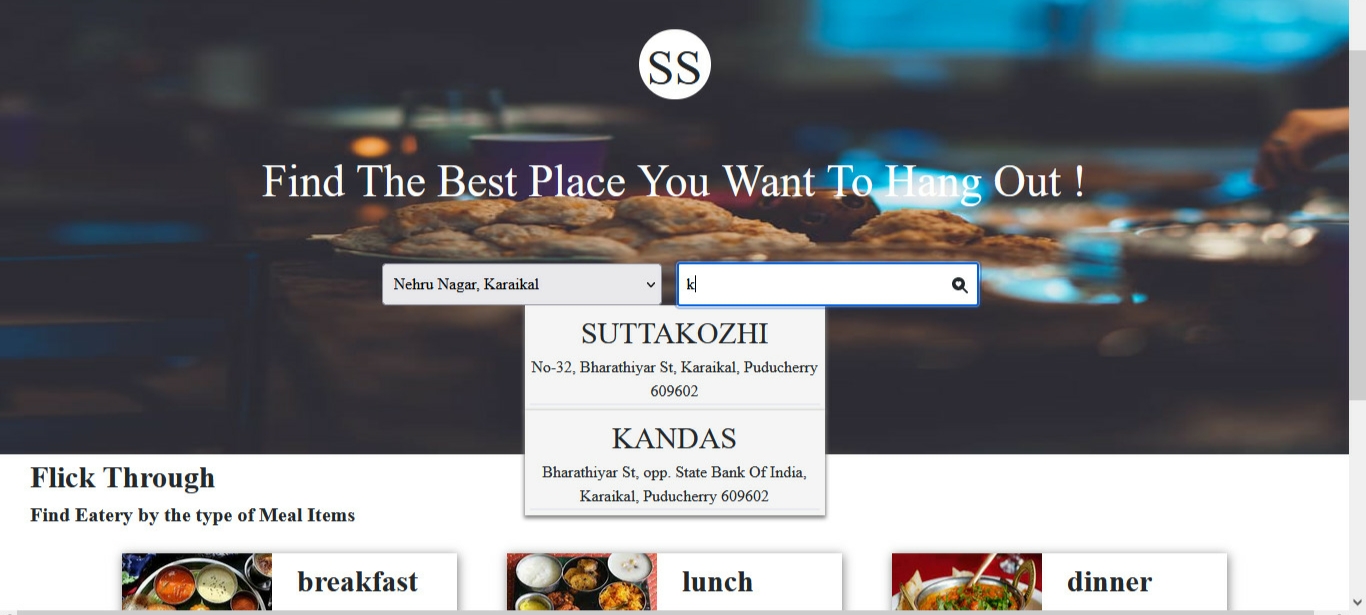 SS
Find The Best Place You Want To Hang Out !
Nehru Nagar, Karaikal
k
SUTTAKOZHI
No-32, Bharathiyar St, Karaikal, Puducherry
609602
KANDAS
Bharathiyar St, opp. State Bank Of India,
Karaikal, Puducherry 609602
Flick Through
Find Eatery by the type of Meal Items
breakfast
lunch
dinner